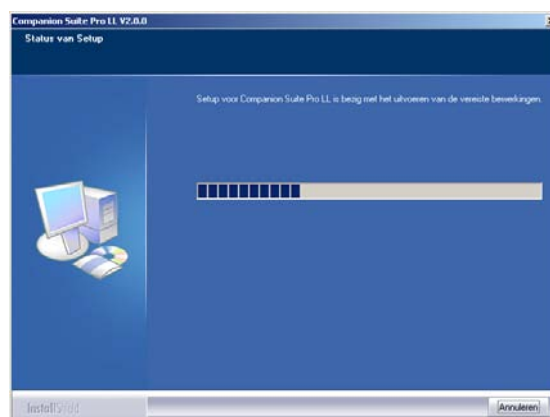 Companion Suite Pro LL V2.0.0
Status van Setup
Setup voor Companion Suite Pro LL is bezig met het uitvoeren van de vereiste bewerkingen.
InstallShield
Annuleren